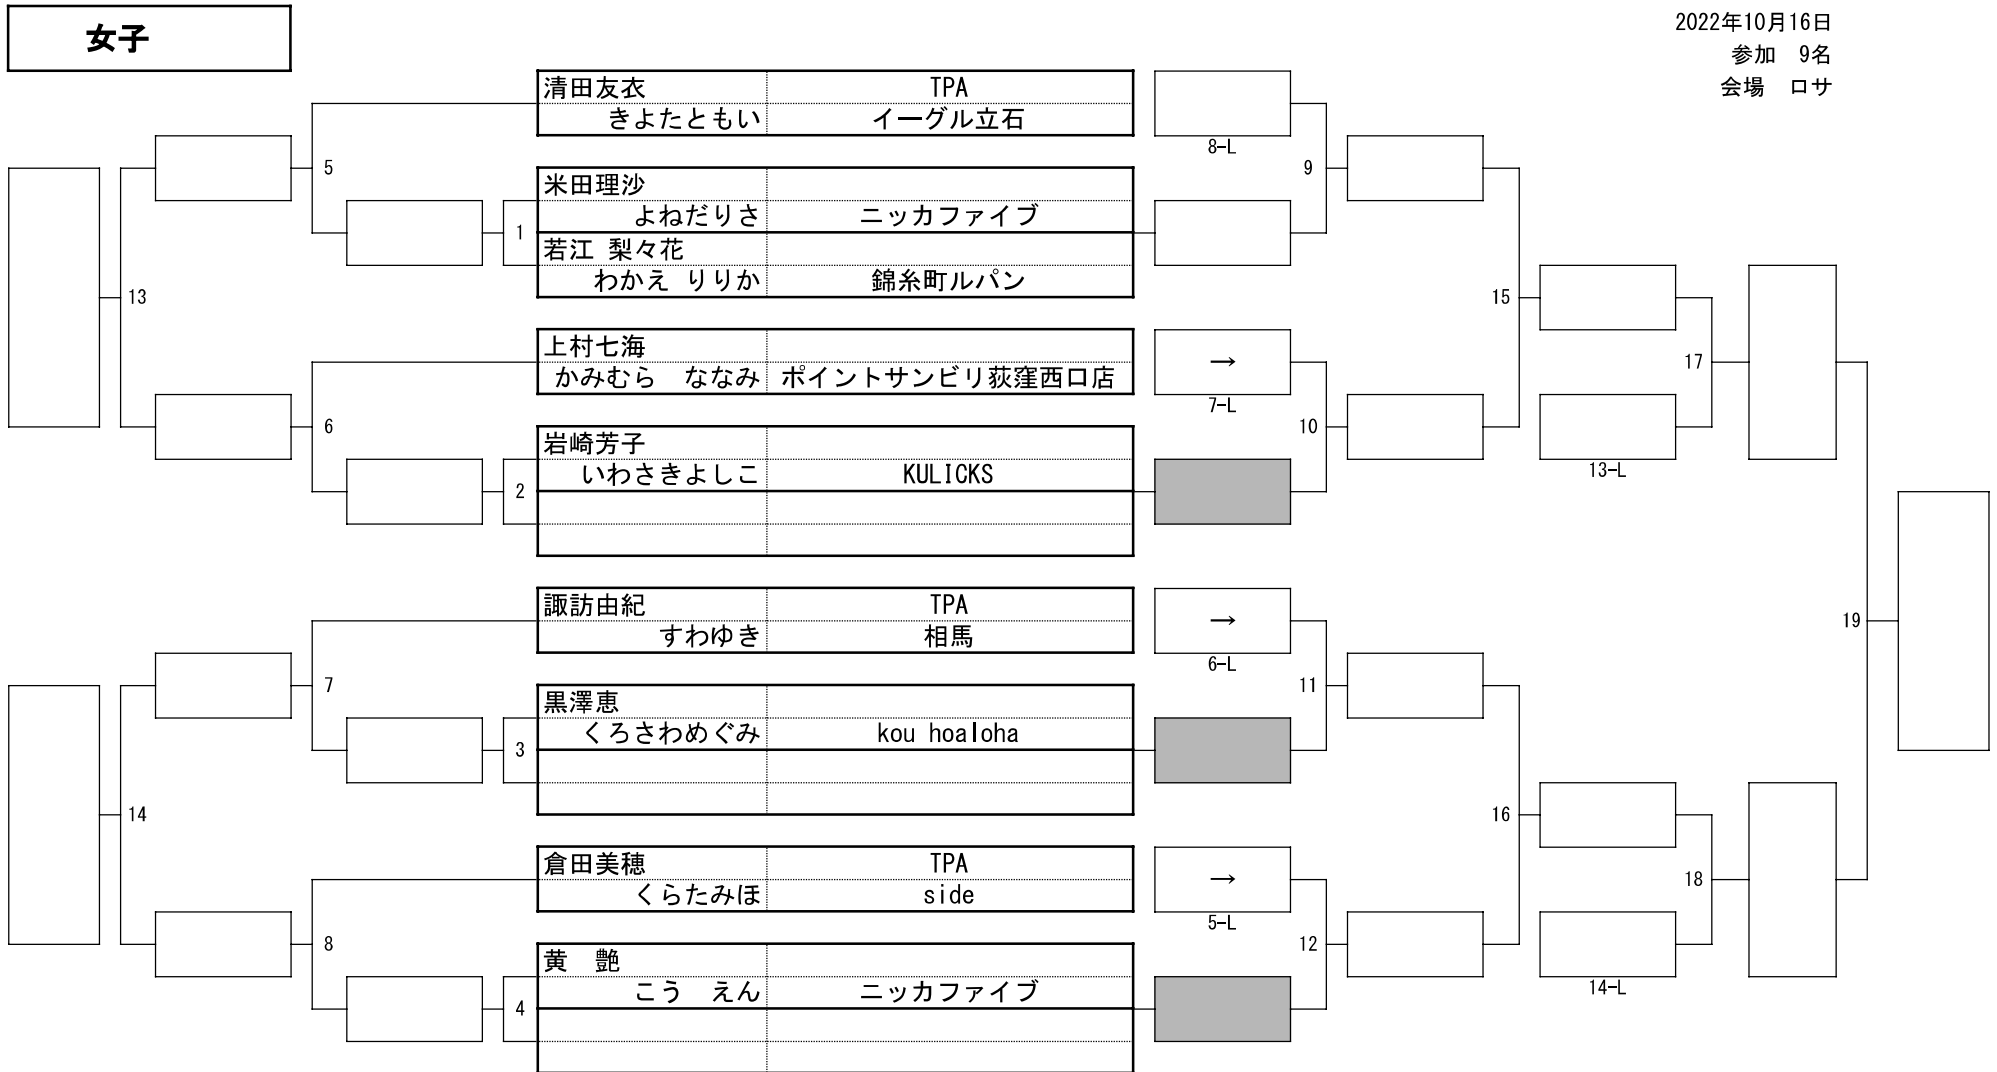 女子
2022年10月16日
参加　9名
会場　ロサ
清田友衣 TPA
きよたともい イーグル立石
8-L
5
9
米田理沙
よねだりさ ニッカファイブ
1
若江 梨々花
わかえ りりか 錦糸町ルパン
13
15
上村七海
かみむら　ななみ ポイントサンビリ荻窪西口店
→
7-L
17
6
10
岩崎芳子
いわさきよしこ KULICKS
2
13-L
諏訪由紀 TPA
すわゆき 相馬
→
6-L
19
7
11
黒澤恵
くろさわめぐみ kou hoaloha
3
14
16
倉田美穂 TPA
くらたみほ side
→
5-L
18
8
12
黄　艶
こう　えん ニッカファイブ
4
14-L